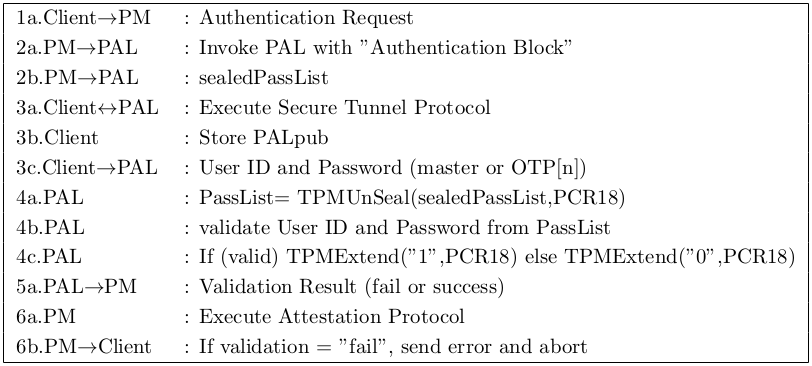 1a.Client→PM : Authentication Request
2a.PM→PAL : Invoke PAL with ”Authentication Block”
2b.PM→PAL : sealedPassList
3a.Client↔PAL : Execute Secure Tunnel Protocol
3b.Client : Store PALpub
3c.Client→PAL : User ID and Password (master or OTP[n])
4a.PAL : PassList= TPMUnSeal(sealedPassList,PCR18)
4b.PAL : validate User ID and Password from PassList
4c.PAL : If (valid) TPMExtend(”1”,PCR18) else TPMExtend(”0”,PCR18)
5a.PAL→PM : Validation Result (fail or success)
6a.PM : Execute Attestation Protocol
6b.PM→Client : If validation = ”fail”, send error and abort